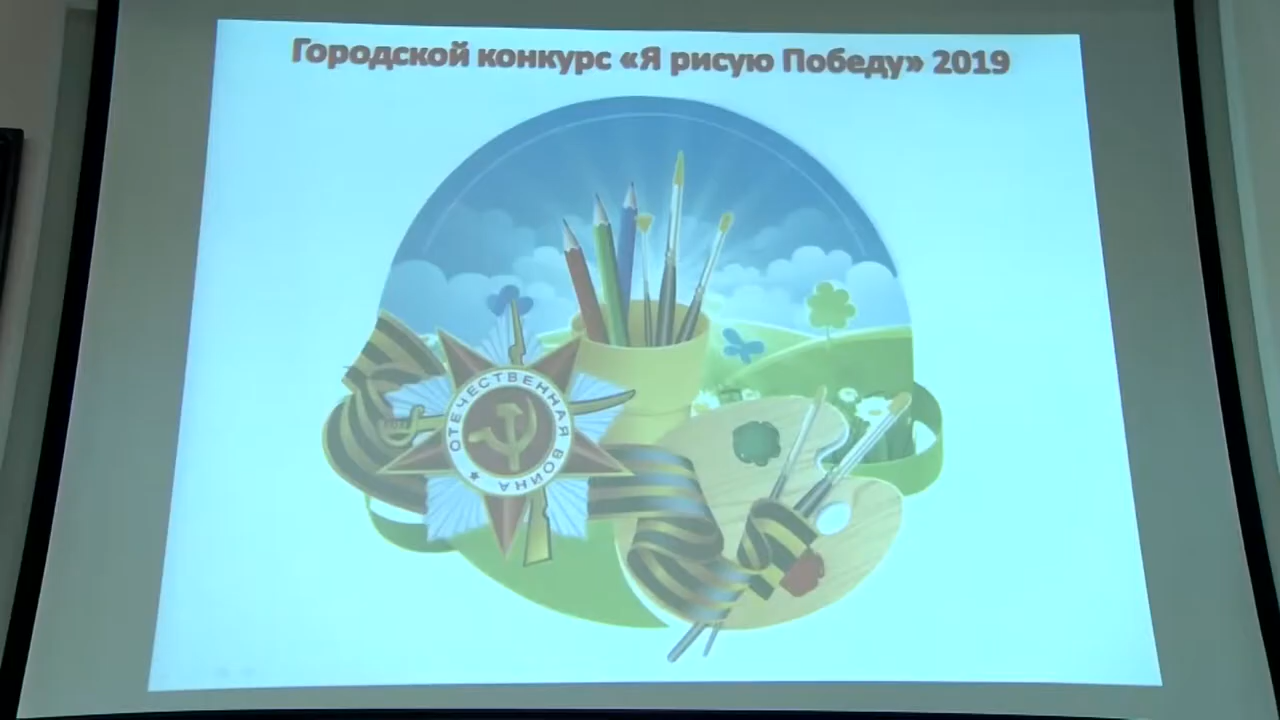 Городской конкурс «Я рисую Победу» 2019
ОТЕЧЕСТВЕННАЯ ВОЙНА